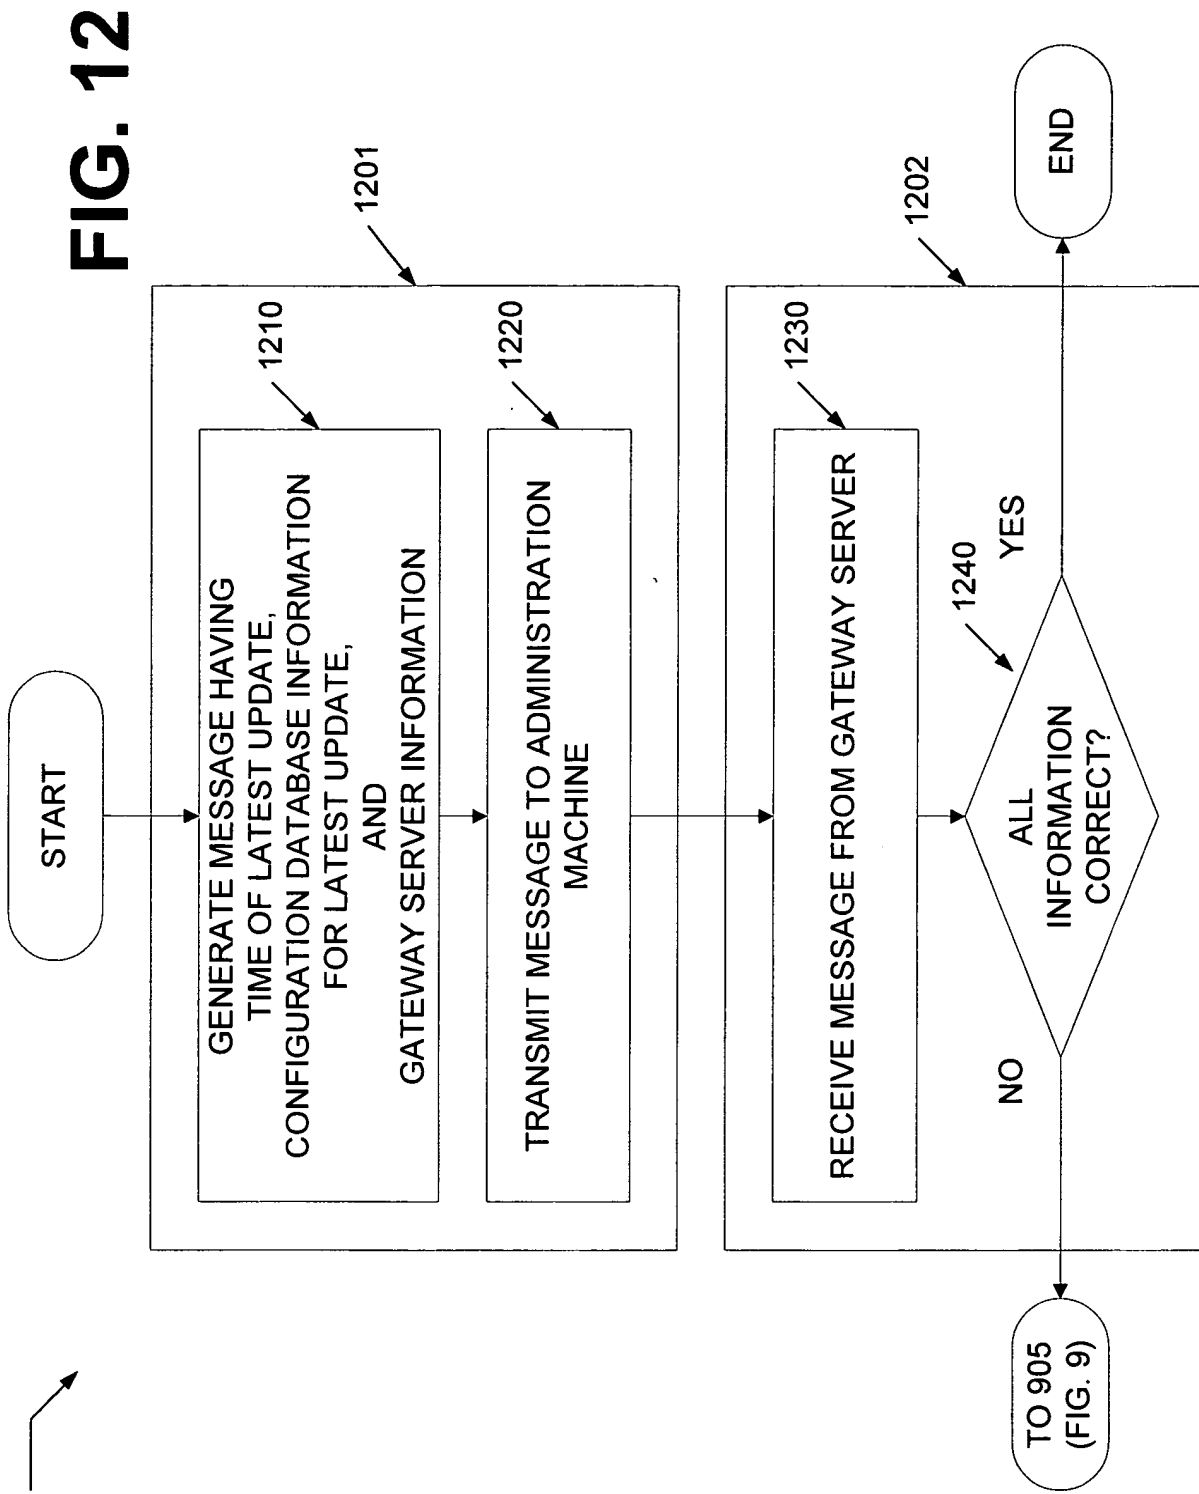 FIG. 12
START
GENERATE MESSAGE HAVING
TIME OF LATEST UPDATE,
CONFIGURATION DATABASE INFORMATION
FOR LATEST UPDATE,
AND
GATEWAY SERVER INFORMATION
1210
1201
TRANSMIT MESSAGE TO ADMINISTRATION
MACHINE
1220
RECEIVE MESSAGE FROM GATEWAY SERVER
1230
1202
ALL
INFORMATION
CORRECT?
1240
NO
YES
TO 905
(FIG. 9)
END